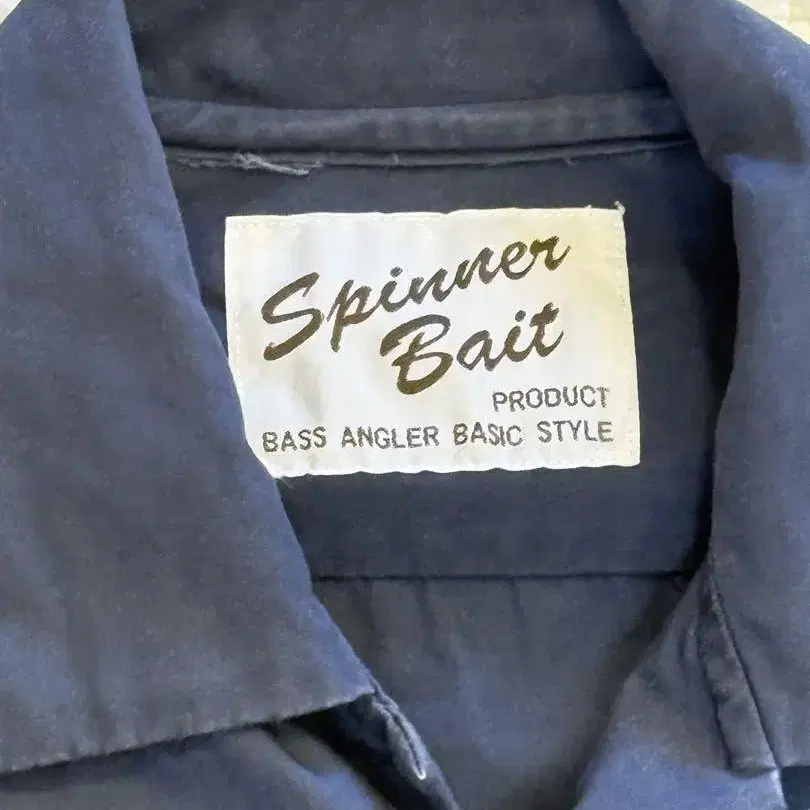 Spinner
Bait
PRODUCT
BASS ANGLER BASIC STYLE